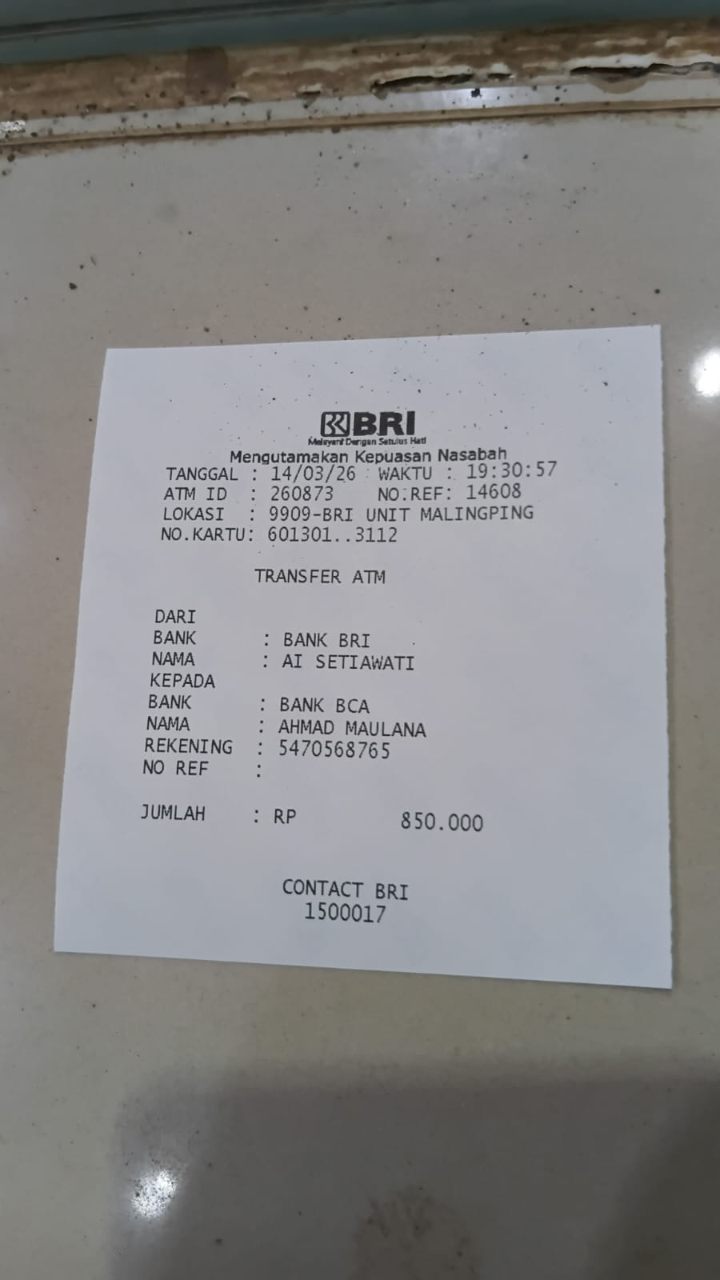 BRI
Melayani Dengan Setulus Hati
Mengutamakan Kepuasan Nasabah
TANGGAL : 14/03/26 WAKTU : 19:30:57
ATM ID : 260873 NO.REF: 14608
LOKASI : 9909-BRI UNIT MALINGPING
NO.KARTU: 601301..3112
TRANSFER ATM
DARI
BANK : BANK BRI
NAMA : AI SETIAWATI
KEPADA
BANK : BANK BCA
NAMA : AHMAD MAULANA
REKENING : 5470568765
NO REF :
JUMLAH : RP 850.000
CONTACT BRI
1500017